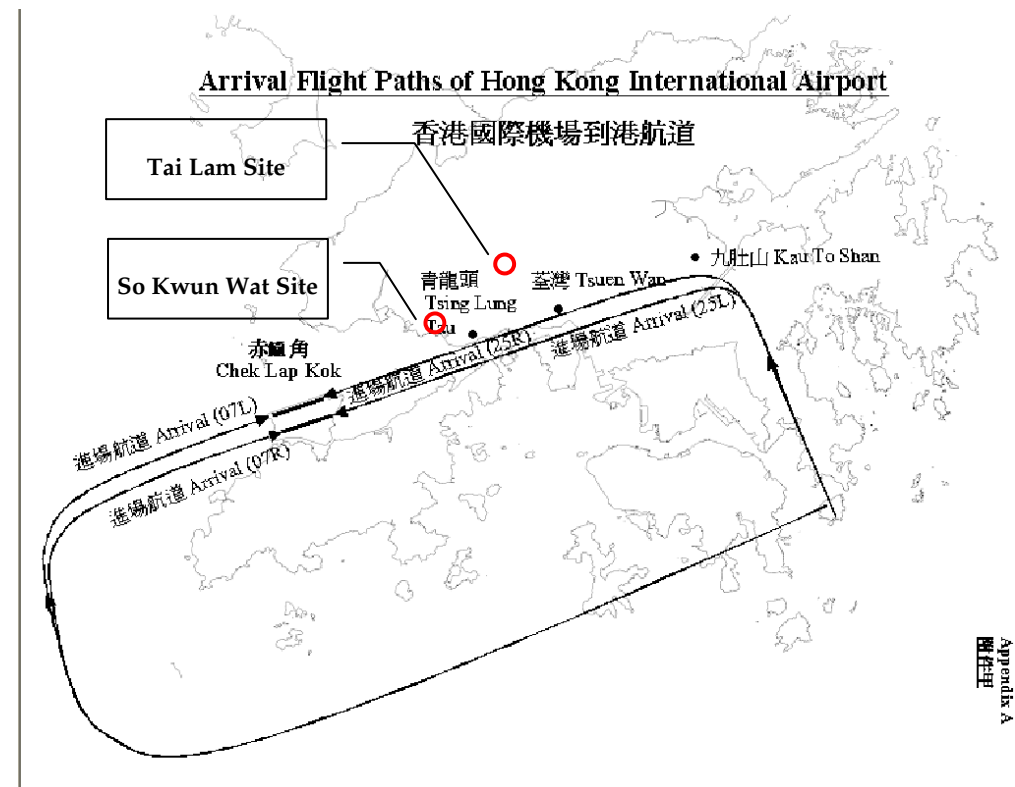 Arrival Flight Paths of Hong Kong International Airport
香港國際機場到港航道
Tai Lam Site
So Kwun Wat Site
九肚山 Kau To Shan
青龍頭
Tsing Lung
Tau
荃灣 Tsuen Wan
赤鱲角
Chek Lap Kok
進場航道 Arrival (25R)
進場航道 Arrival (25L)
進場航道 Arrival (07L)
進場航道 Arrival (07R)
Appendix A
附件甲